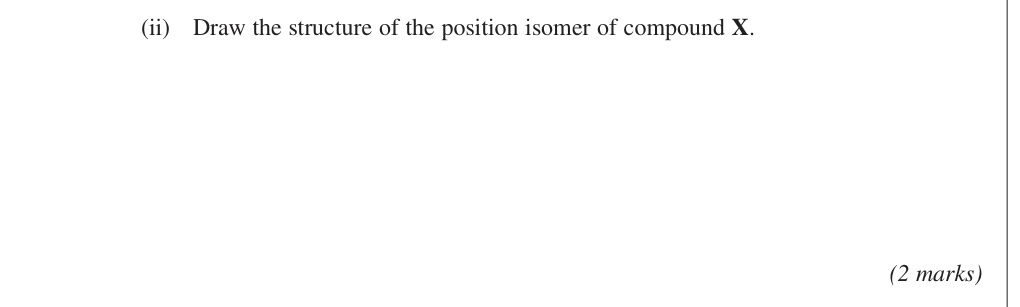 (ii) Draw the structure of the position isomer of compound X.
(2 marks)